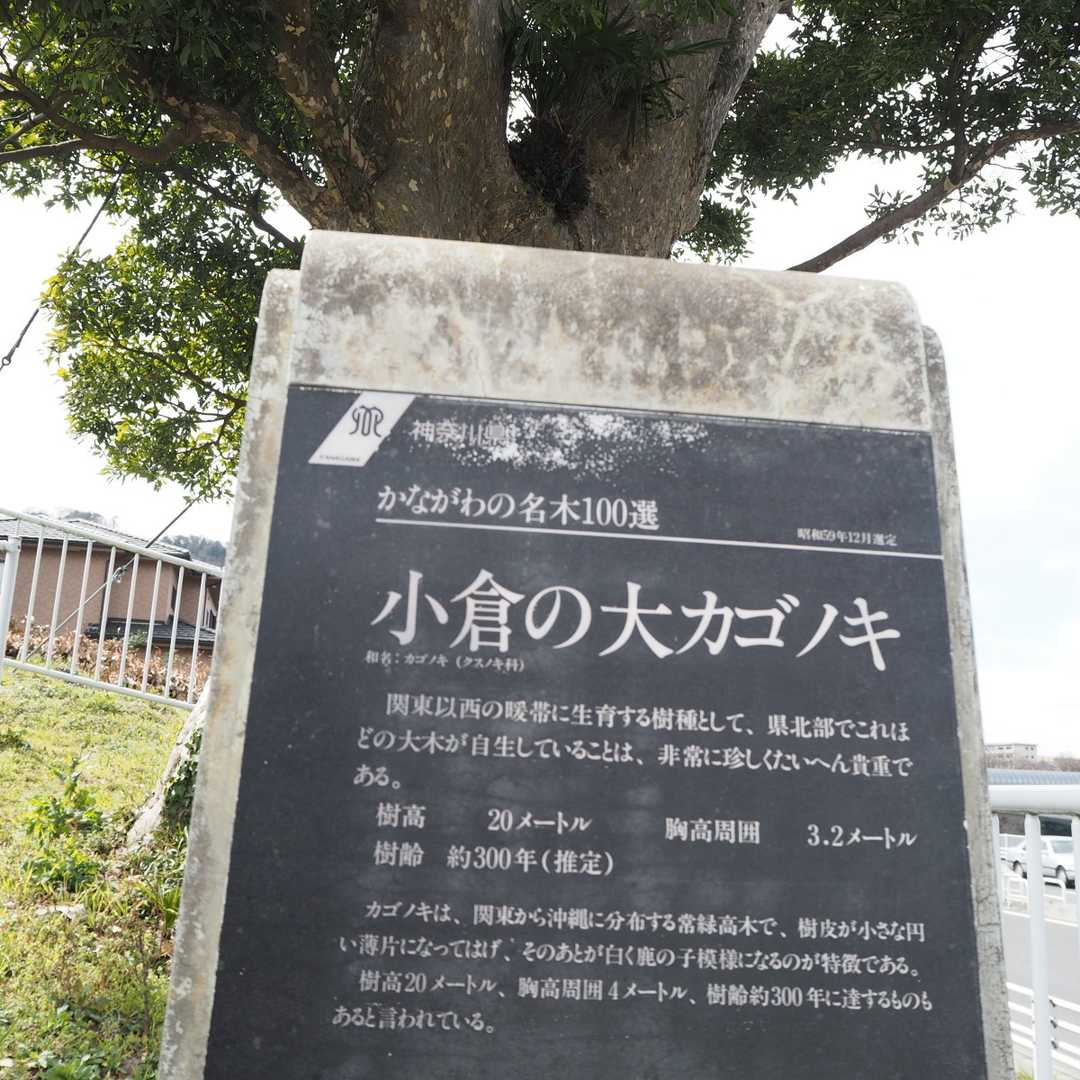 神奈川県
KANAGAWA
かながわの名木100選
昭和59年12月選定
小倉の大カゴノキ
和名:カゴノキ(クスノキ科)
関東以西の暖帯に生育する樹種として、県北部でこれほ
どの大木が自生していることは、非常に珍しくたいへん貴重で
ある。
樹高 20メートル 胸高周囲 3.2メートル
樹齢 約300年(推定)
カゴノキは、関東から沖縄に分布する常緑高木で、樹皮が小さな円
い薄片になってはげ、そのあとが白く鹿の子模様になるのが特徴である。
樹高20メートル、胸高周囲4メートル、樹齢約300年に達するものも
あると言われている。